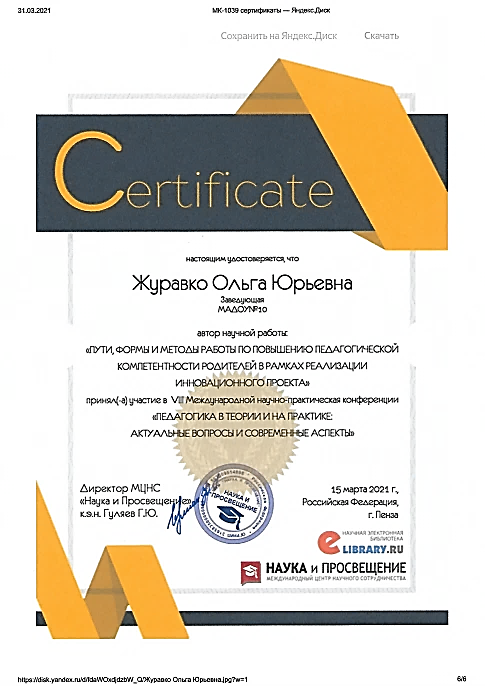 31.03.2021
МК-1039 сертификаты — Яндекс.Диск
Сохранить на Яндекс.Диск
Скачать
Certificate
настоящим удостоверяется, что
Журавко Ольга Юрьевна
Заведующая
МАДОУ№10
автор научной работы:
«ПУТИ, ФОРМЫ И МЕТОДЫ РАБОТЫ ПО ПОВЫШЕНИЮ ПЕДАГОГИЧЕСКОЙ
КОМПЕТЕНТНОСТИ РОДИТЕЛЕЙ В РАМКАХ РЕАЛИЗАЦИИ
ИННОВАЦИОННОГО ПРОЕКТА»
принял(-а) участие в VIII Международной научно-практической конференции
«ПЕДАГОГИКА В ТЕОРИИ И НА ПРАКТИКЕ:
АКТУАЛЬНЫЕ ВОПРОСЫ И СОВРЕМЕННЫЕ АСПЕКТЫ»
Директор МЦНС
«Наука и Просвещение»
к.э.н. Гуляев Г.Ю.
НАУКА И
ПРОСВЕЩЕНИЕ
15 марта 2021 г.,
Российская Федерация,
г. Пенза
НАУЧНАЯ ЭЛЕКТРОННАЯ
БИБЛИОТЕКА
eLIBRARY.RU
НАУКА И ПРОСВЕЩЕНИЕ
МЕЖДУНАРОДНЫЙ ЦЕНТР НАУЧНОГО СОТРУДНИЧЕСТВА
6/6